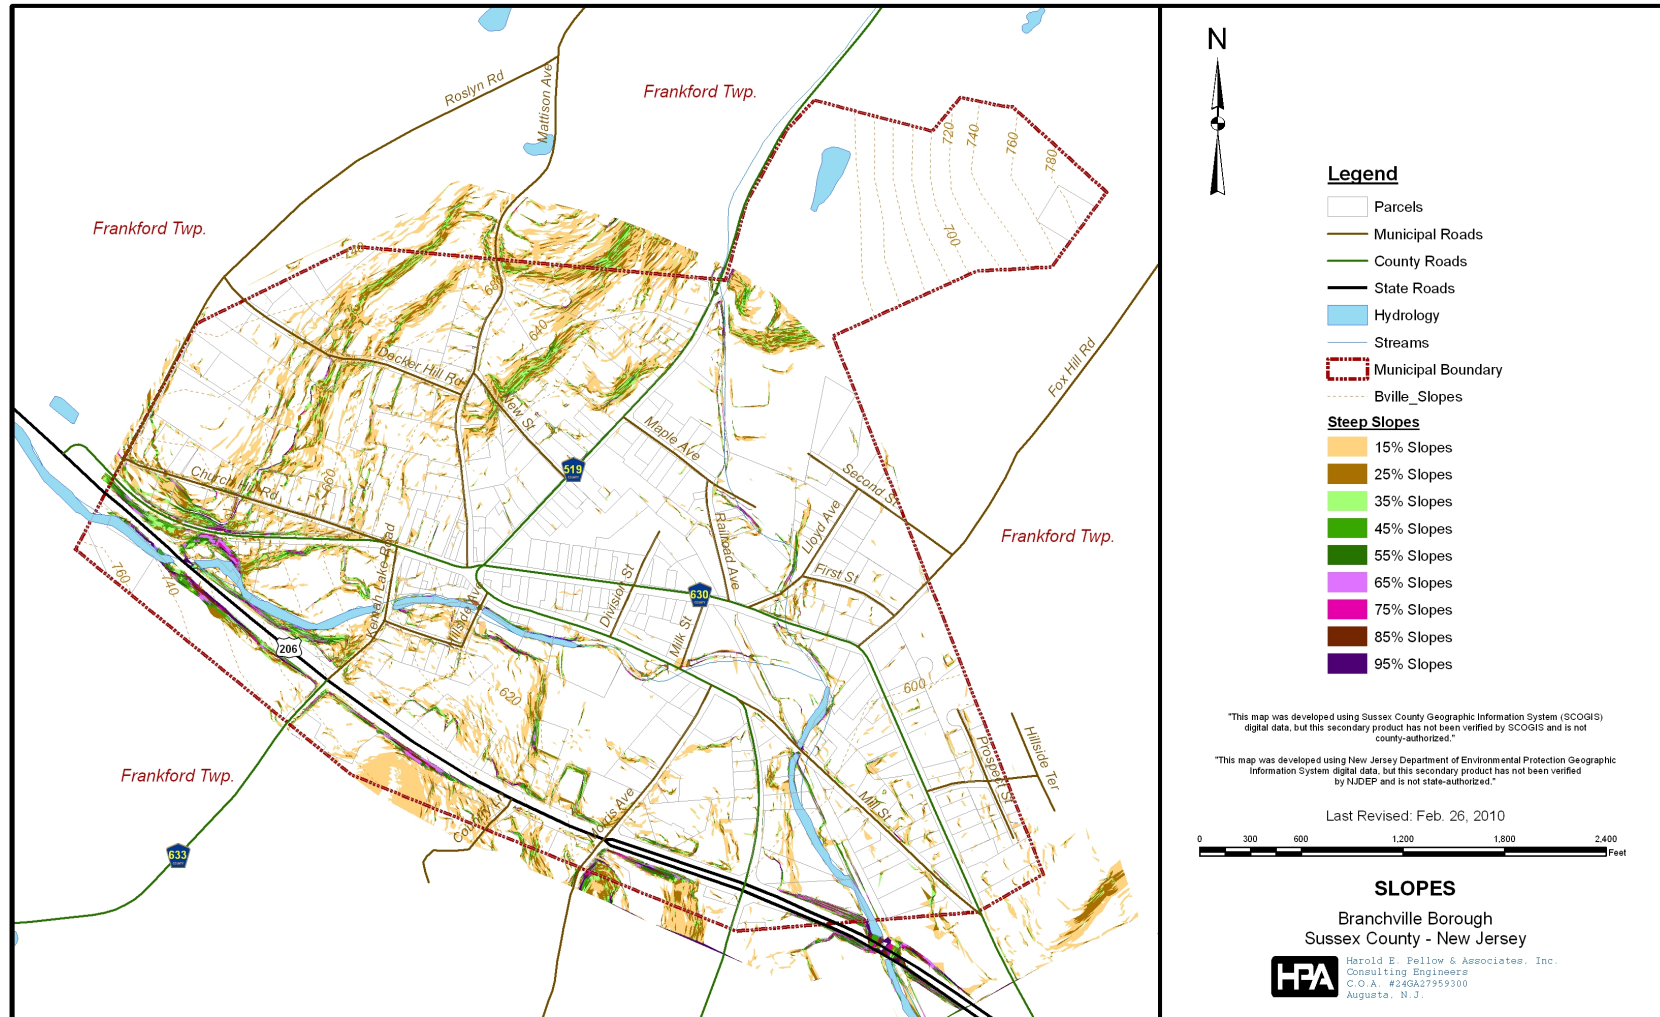 Roslyn Rd
Mattison Ave
Frankford Twp.
Frankford Twp.
720
740
760
780
700
240
680
640
Decker Hill Rd
New St
519
Maple Ave
Second St
Fox Hill Rd
Church Hill Rd
660
Kemah Lake Road
Railroad Ave
Lloyd Ave
First St
Frankford Twp.
760
740
Hillside Av
Division St
630
Milk St
206
620
600
Prospect St
Hillside Ter
Frankford Twp.
Morris Ave
Mill St
633
N
Legend
Parcels
Municipal Roads
County Roads
State Roads
Hydrology
Streams
Municipal Boundary
Bville_Slopes
Steep Slopes
15% Slopes
25% Slopes
35% Slopes
45% Slopes
55% Slopes
65% Slopes
75% Slopes
85% Slopes
95% Slopes
"This map was developed using Sussex County Geographic Information System (SCOGIS)
digital data, but this secondary product has not been verified by SCOGIS and is not
county-authorized."
"This map was developed using New Jersey Department of Environmental Protection Geographic
Information System digital data, but this secondary product has not been verified
by NJDEP and is not state-authorized."
Last Revised: Feb. 26, 2010
0 300 600 1,200 1,800 2,400
Feet
SLOPES
Branchville Borough
Sussex County - New Jersey
HPA
Harold E. Pellow & Associates, Inc.
Consulting Engineers
C.O.A. #24GA27959300
Augusta, N.J.